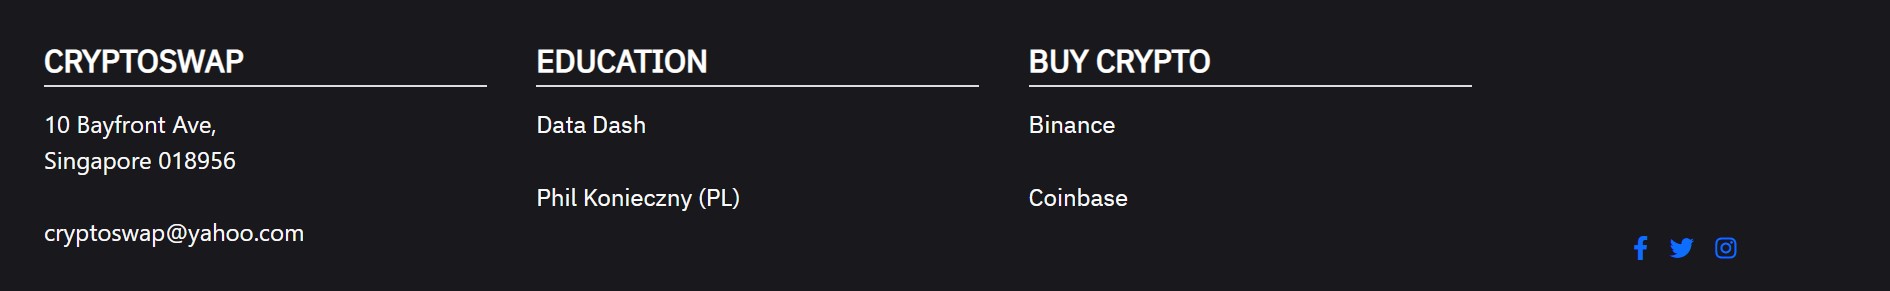 CRYPTOSWAP
10 Bayfront Ave,
Singapore 018956
cryptoswap@yahoo.com
EDUCATION
Data Dash
Phil Konieczny (PL)
BUY CRYPTO
Binance
Coinbase